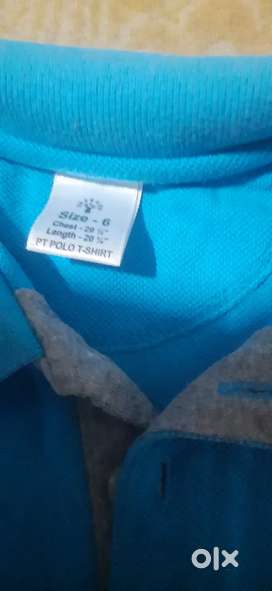 Size - 6
Chest - 29 ½"
Length - 20 ½"
PT POLO T-SHIRT
OLX